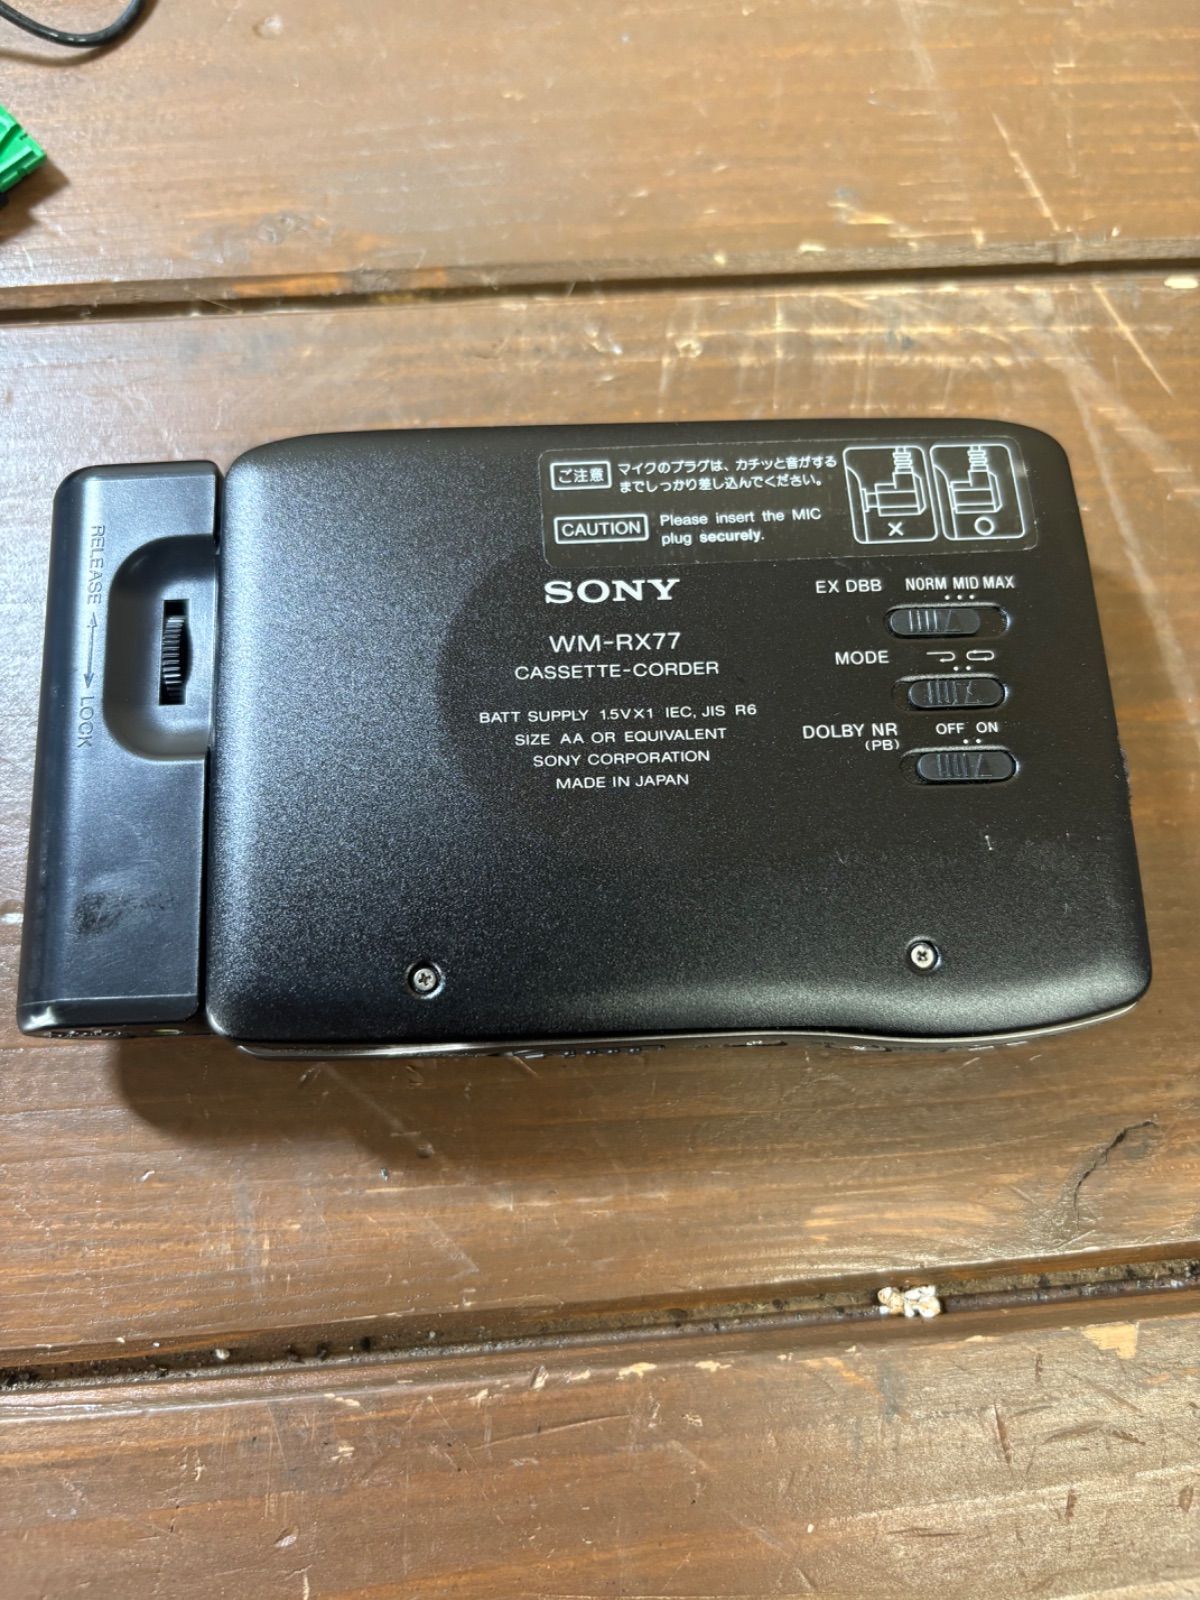 ご注意
マイクのプラグは、カチッと音がする
までしっかり差し込んでください。
CAUTION
Please insert the MIC
plug securely.
SONY
WM-RX77
CASSETTE-CORDER
BATT SUPPLY 1.5V×1 IEC, JIS R6
SIZE AA OR EQUIVALENT
SONY CORPORATION
MADE IN JAPAN
EX DBB NORM MID MAX
MODE
DOLBY NR OFF ON
(PB)
RELEASE
LOCK